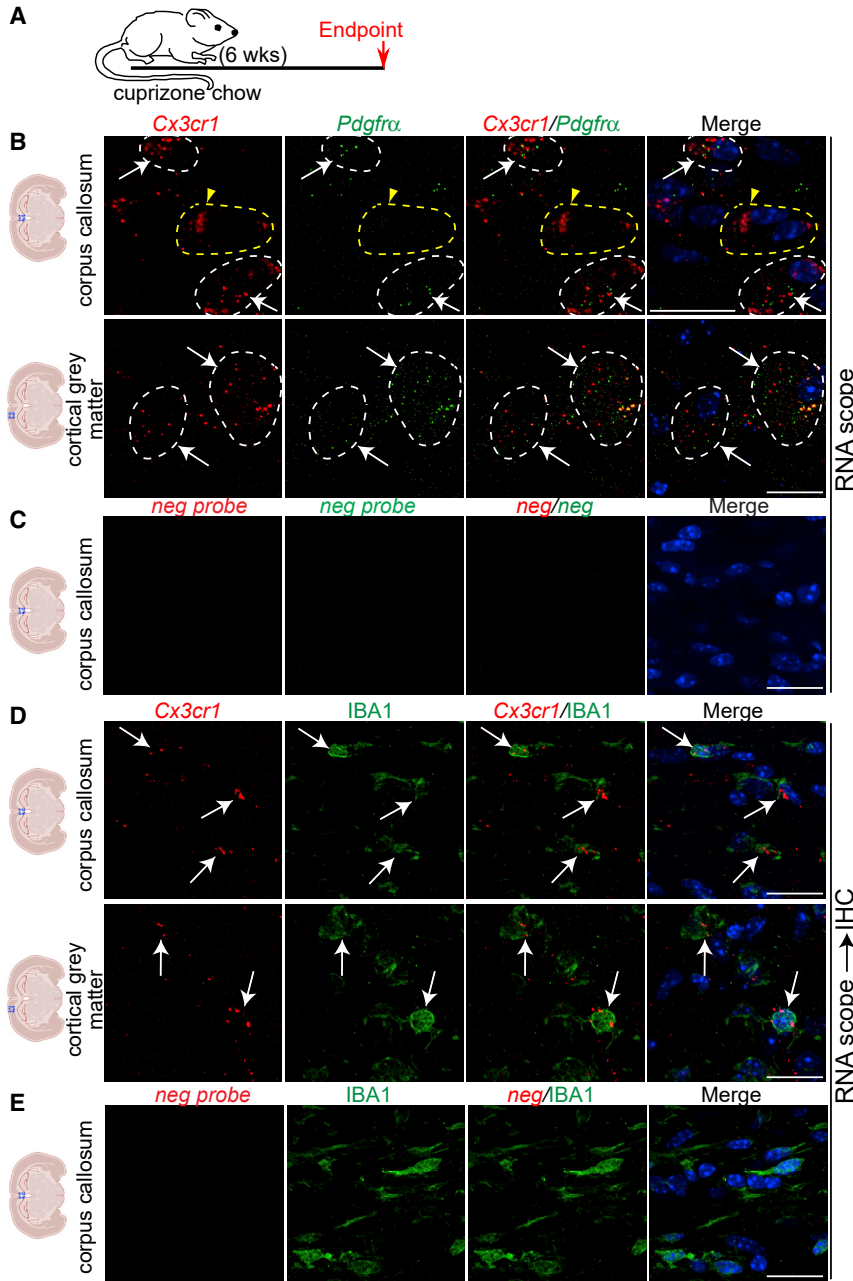 A
Endpoint
(6 wks)
cuprizone chow
B
Cx3cr1 Pdgfrα Cx3cr1/Pdgfrα Merge
corpus callosum
cortical grey
matter
RNA scope
C
neg probe neg probe neg/neg Merge
corpus callosum
D
Cx3cr1 IBA1 Cx3cr1/IBA1 Merge
corpus callosum
cortical grey
matter
RNA scope → IHC
E
neg probe IBA1 neg/IBA1 Merge
corpus callosum